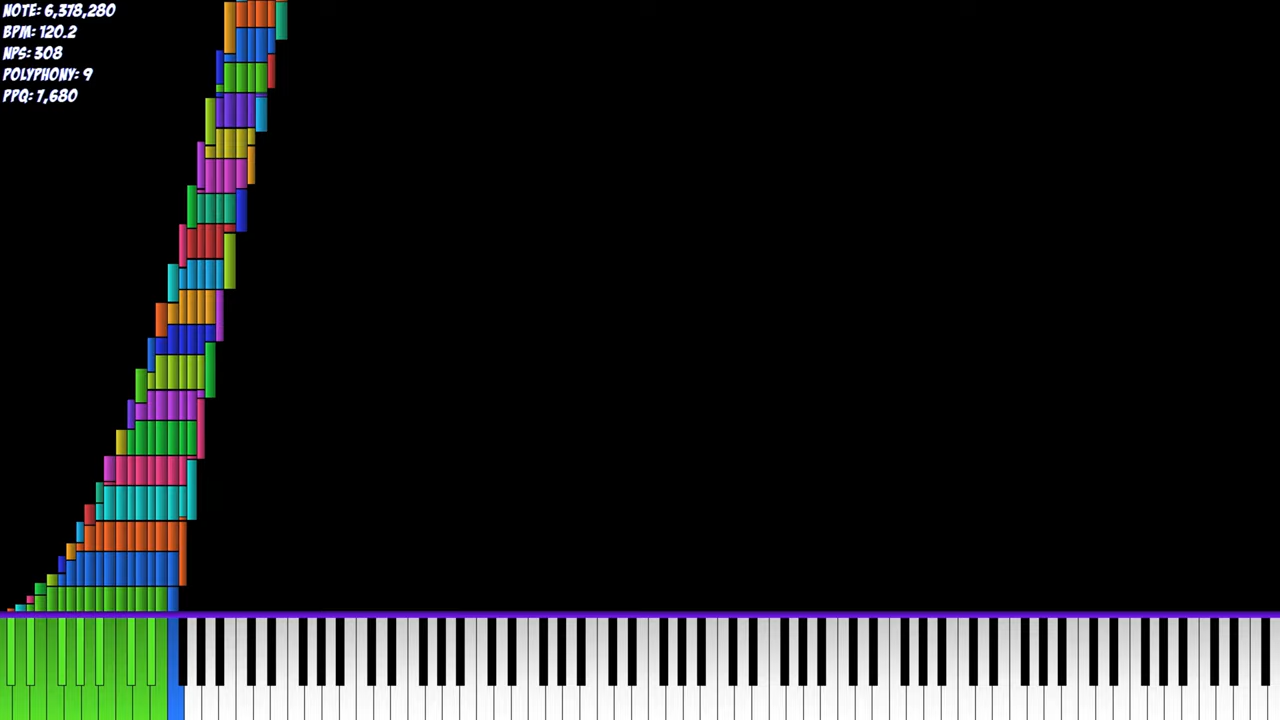 NOTE: 6,378,280
BPM: 120.2
NPS: 308
POLYPHONY: 9
PPQ: 7,680